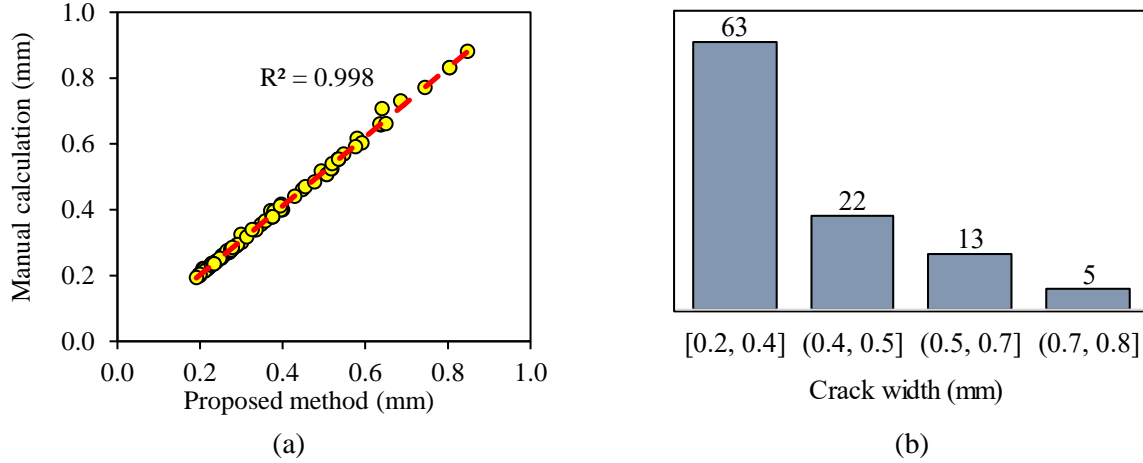 1.0
0.8
0.6
0.4
0.2
0.0
Manual calculation (mm)
R² = 0.998
0.0 0.2 0.4 0.6 0.8 1.0
Proposed method (mm)
(a)
63
22
13
5
[0.2, 0.4] (0.4, 0.5] (0.5, 0.7] (0.7, 0.8]
Crack width (mm)
(b)